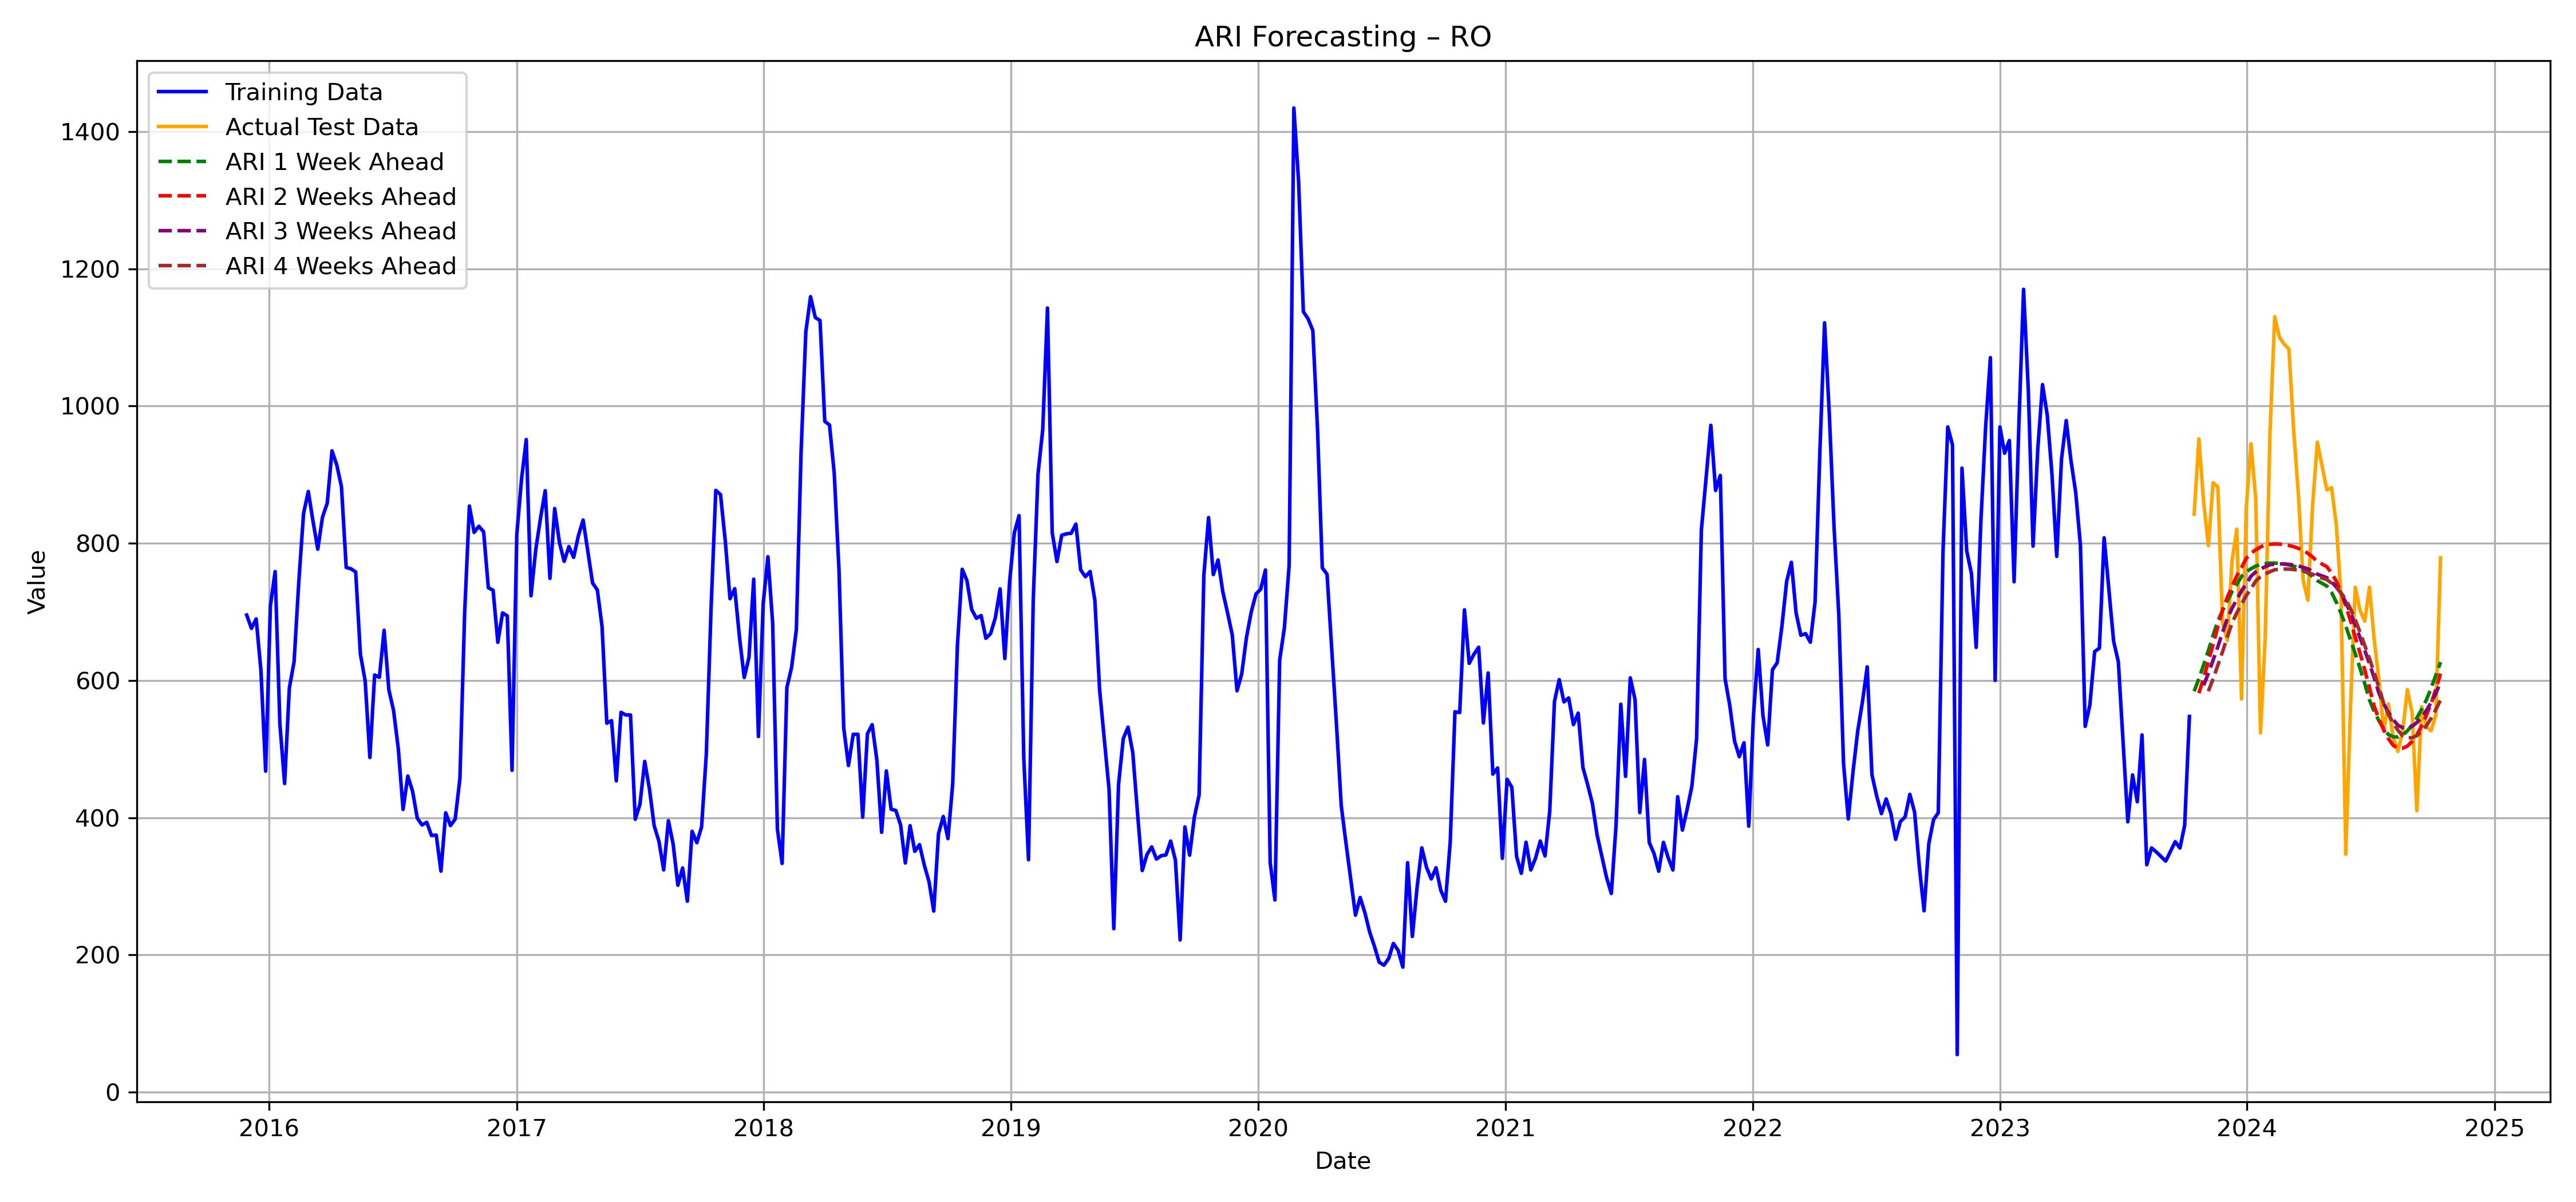 ARI Forecasting – RO
Training Data
Actual Test Data
ARI 1 Week Ahead
ARI 2 Weeks Ahead
ARI 3 Weeks Ahead
ARI 4 Weeks Ahead
Value
1400
1200
1000
800
600
400
200
0
2016 2017 2018 2019 2020 2021 2022 2023 2024 2025
Date